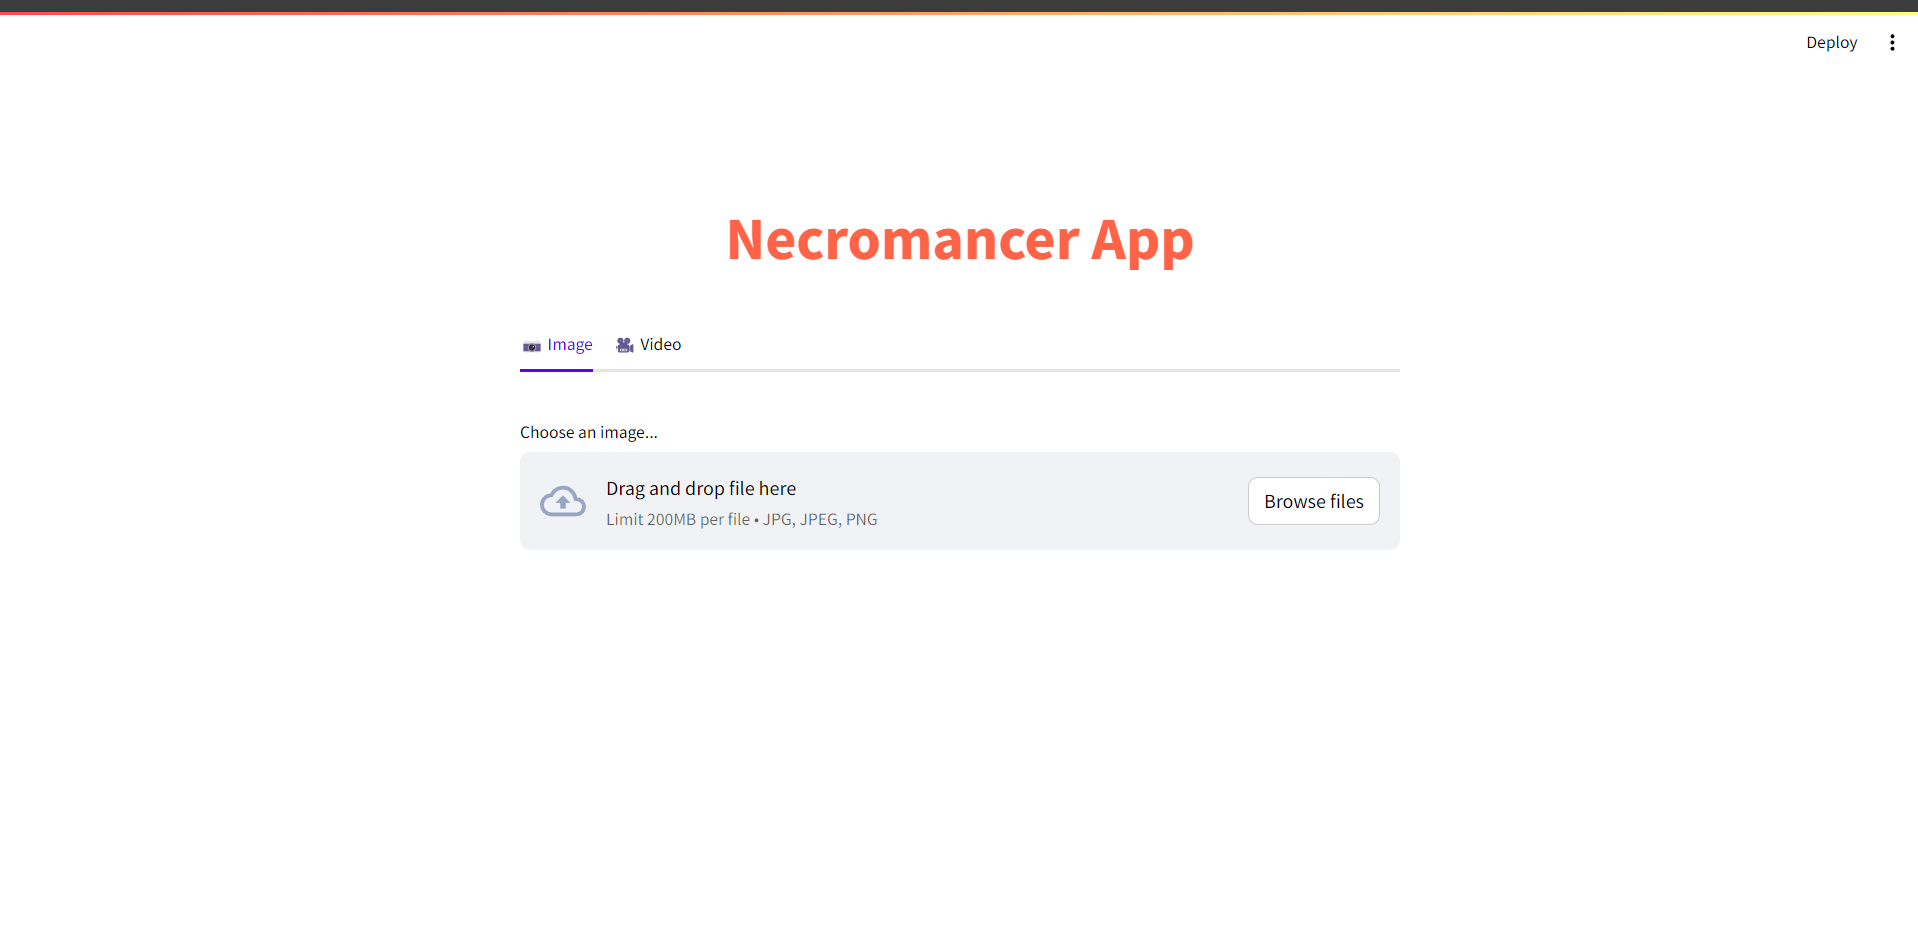 Deploy
Necromancer App
Image
Video
Choose an image...
Drag and drop file here
Limit 200MB per file • JPG, JPEG, PNG
Browse files